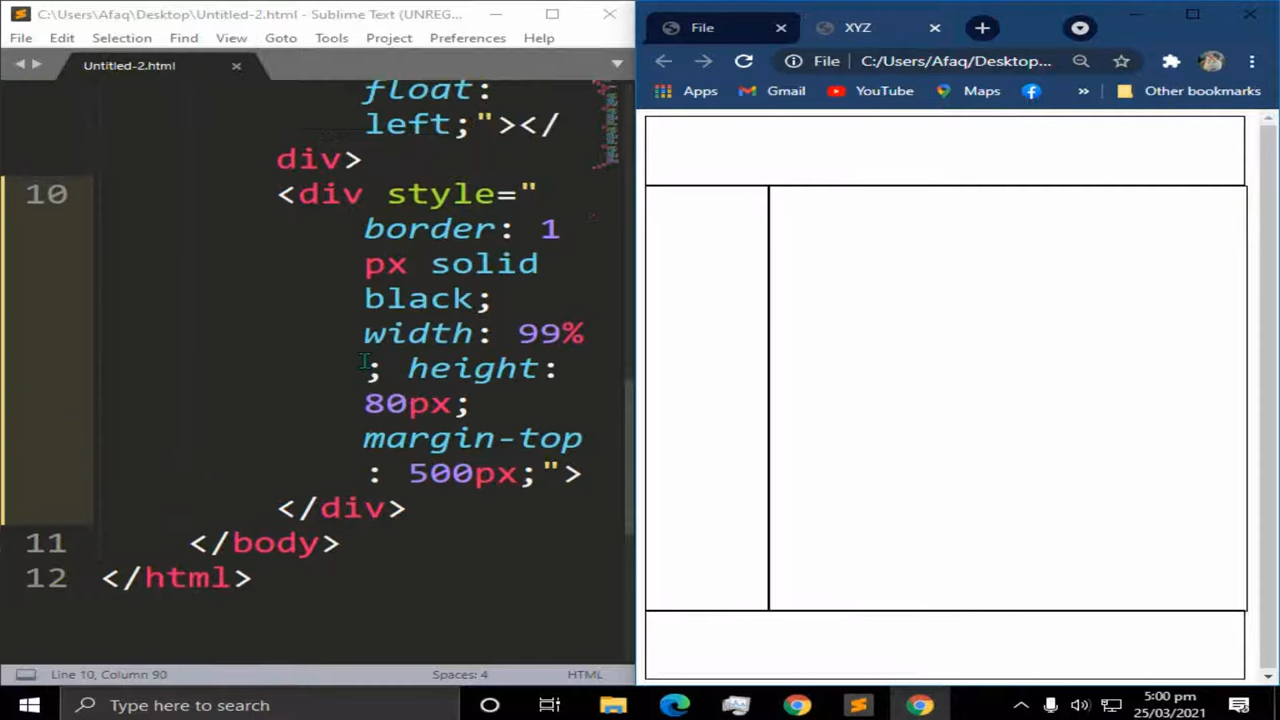 C:\Users\Afaq\Desktop\Untitled-2.html - Sublime Text (UNREG...
File Edit Selection Find View Goto Tools Project Preferences Help
Untitled-2.html
float:
left;"></
div>
10 <div style="
border: 1
px solid
black;
width: 99%
; height:
80px;
margin-top
: 500px;">
</div>
11 </body>
12 </html>
Line 10, Column 90 Spaces: 4 HTML
File XYZ
File C:/Users/Afaq/Desktop...
Apps Gmail YouTube Maps » Other bookmarks
Type here to search
5:00 pm
25/03/2021